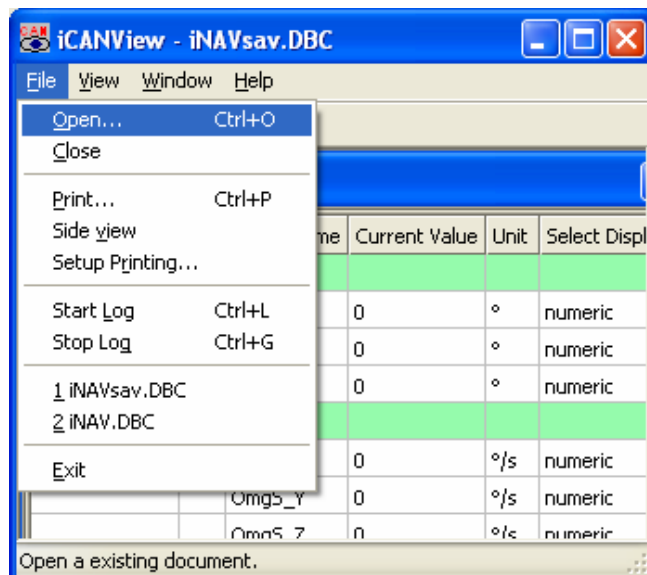 CAN iCANView - iNAVsav.DBC
File View Window Help
Open... Ctrl+O
Close
Print... Ctrl+P
Side view
Setup Printing...
Start Log Ctrl+L
Stop Log Ctrl+G
1 iNAVsav.DBC
2 iNAV.DBC
Exit
me Current Value Unit Select Displ
0 ° numeric
0 ° numeric
0 ° numeric
0 °/s numeric
OmgS_Y 0 °/s numeric
OmgS_Z 0 °/s numeric
Open a existing document.